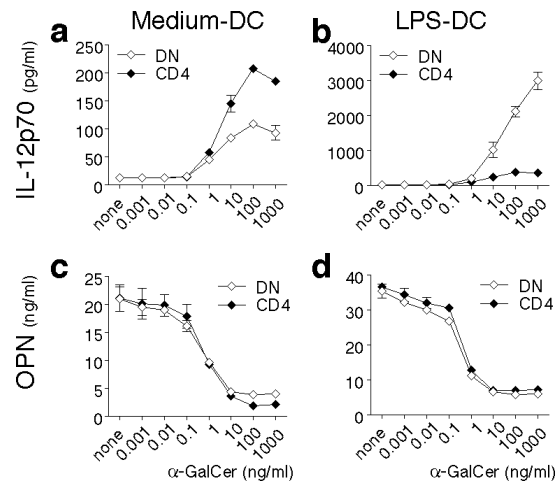 Medium-DC
LPS-DC
a
b
IL-12p70 (pg/ml)
250
200
150
100
50
0
DN
CD4
none
0.001
0.01
0.1
1
10
100
1000
4000
3000
2000
1000
0
DN
CD4
none
0.001
0.01
0.1
1
10
100
1000
c
d
OPN (ng/ml)
25
20
15
10
5
0
DN
CD4
none
0.001
0.01
0.1
1
10
100
1000
α-GalCer (ng/ml)
40
30
20
10
0
DN
CD4
none
0.001
0.01
0.1
1
10
100
1000
α-GalCer (ng/ml)